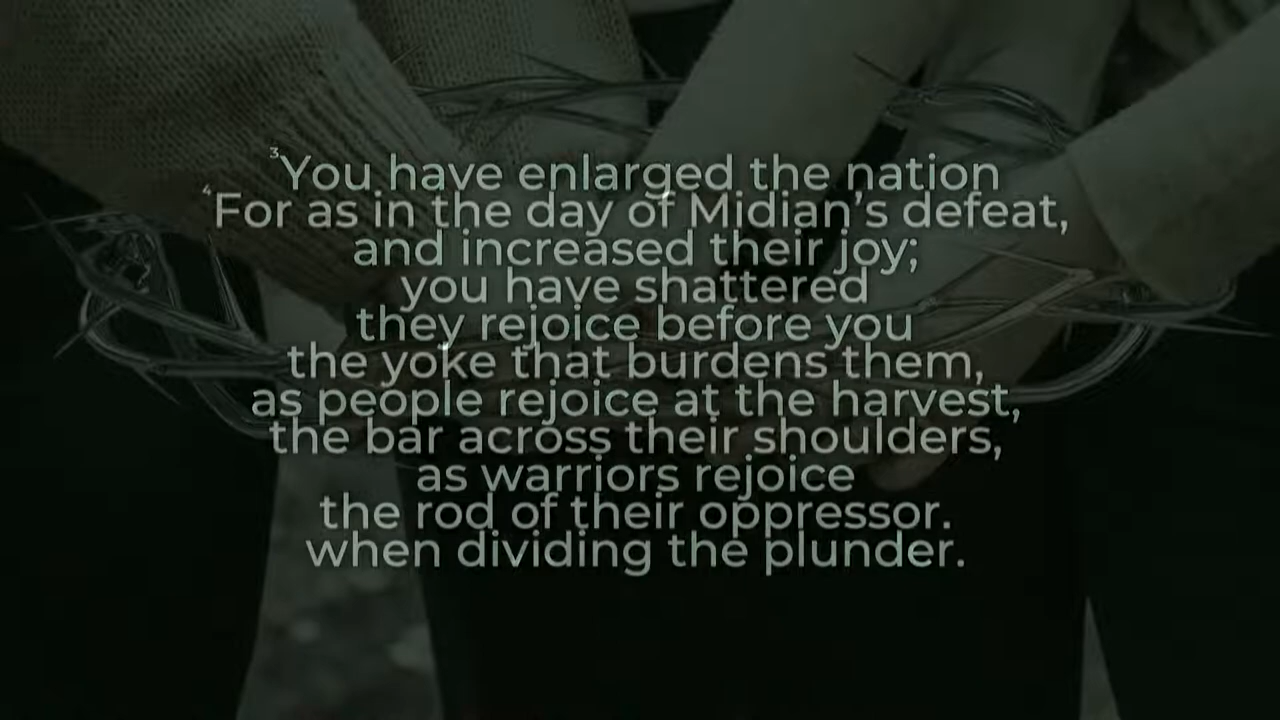 ³You have enlarged the nation
⁴For as in the day of Midian’s defeat,
and increased their joy;
you have shattered
they rejoice before you
the yoke that burdens them,
as people rejoice at the harvest,
the bar across their shoulders,
as warriors rejoice
the rod of their oppressor.
when dividing the plunder.